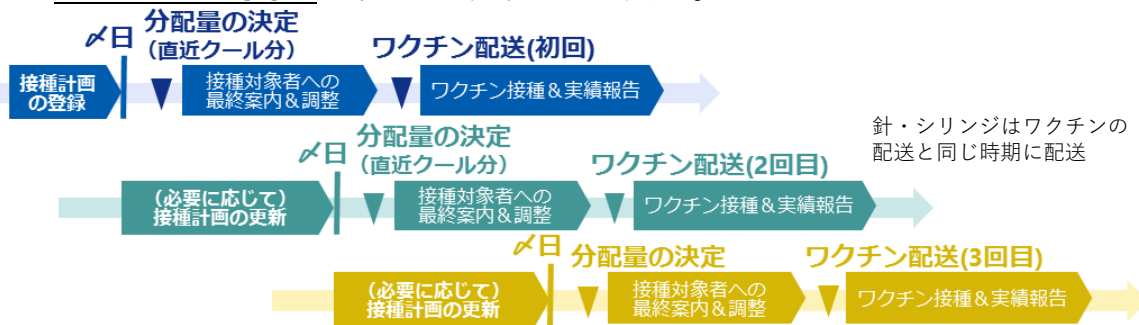 分配量の決定
〆日
(直近クール分)
ワクチン配送(初回)
接種計画
の登録
接種対象者への
最終案内&調整
ワクチン接種&実績報告
針・シリンジはワクチンの
配送と同じ時期に配送
分配量の決定
〆日
(直近クール分)
ワクチン配送(2回目)
(必要に応じて)
接種計画の更新
接種対象者への
最終案内&調整
ワクチン接種&実績報告
〆日
分配量の決定
ワクチン配送(3回目)
(必要に応じて)
接種計画の更新
接種対象者への
最終案内&調整
ワクチン接種&実績報告